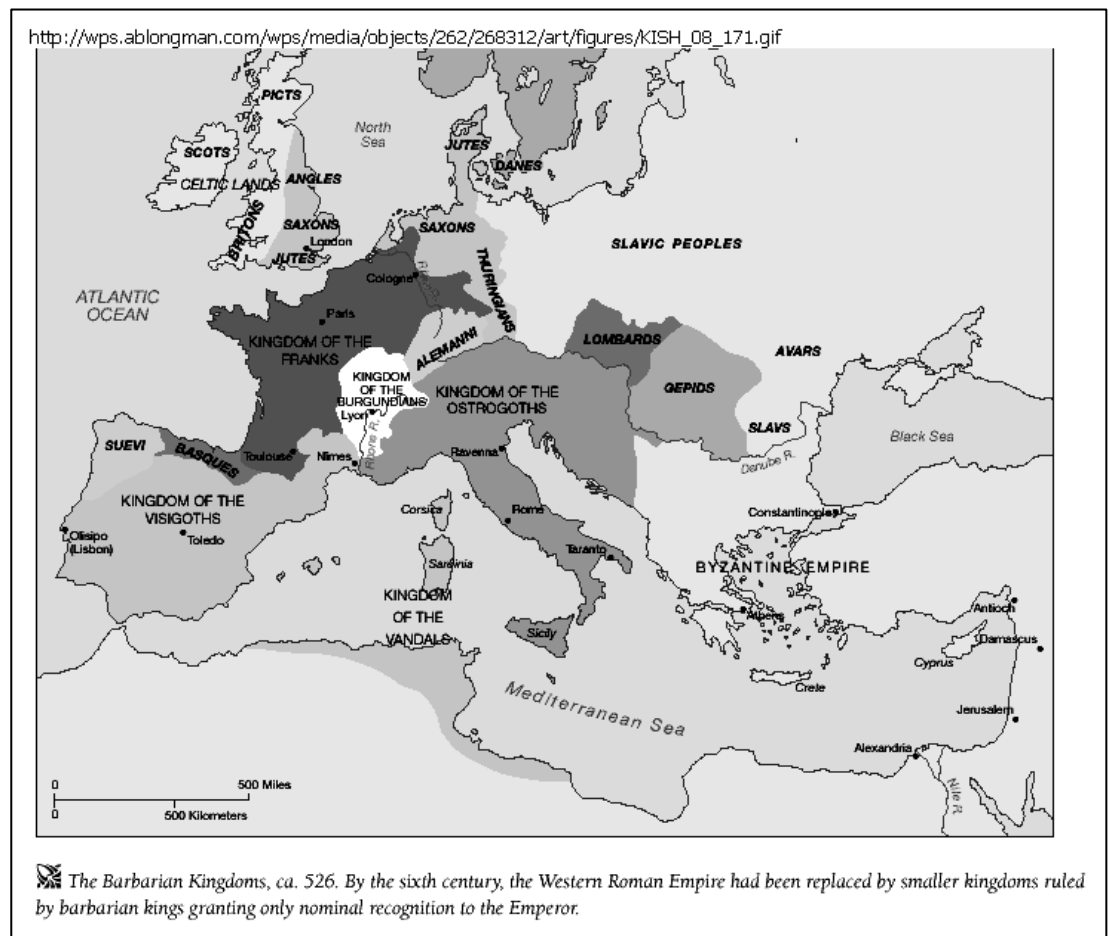 http://wps.ablongman.com/wps/media/objects/262/268312/art/figures/KISH_08_171.gif
PICTS
North
Sea
SCOTS
JUTES
DANES
CELTIC LANDS
ANGLES
BRITONS
SAXONS
London
JUTES
SAXONS
SLAVIC PEOPLES
THURINGIANS
Cologne
ATLANTIC
OCEAN
Paris
KINGDOM OF THE
FRANKS
ALEMANNI
LOMBARDS
AVARS
KINGDOM
OF THE
BURGUNDIANS
Lyon
KINGDOM OF THE
OSTROGOTHS
GEPIDS
SLAVS
Black Sea
SUEVI
BASQUES
Toulouse
Nîmes
Rhone R.
Ravenna
Danube R.
KINGDOM OF THE
VISIGOTHS
Corsica
Rome
Constantinople
Olisipo
(Lisbon)
Toledo
Sardinia
Taranto
BYZANTINE EMPIRE
KINGDOM
OF THE
VANDALS
Sicily
Athens
Antioch
Damascus
Cyprus
Crete
Mediterranean Sea
Jerusalem
Alexandria
Nile R.
0 500 Miles
0 500 Kilometers
The Barbarian Kingdoms, ca. 526. By the sixth century, the Western Roman Empire had been replaced by smaller kingdoms ruled
by barbarian kings granting only nominal recognition to the Emperor.